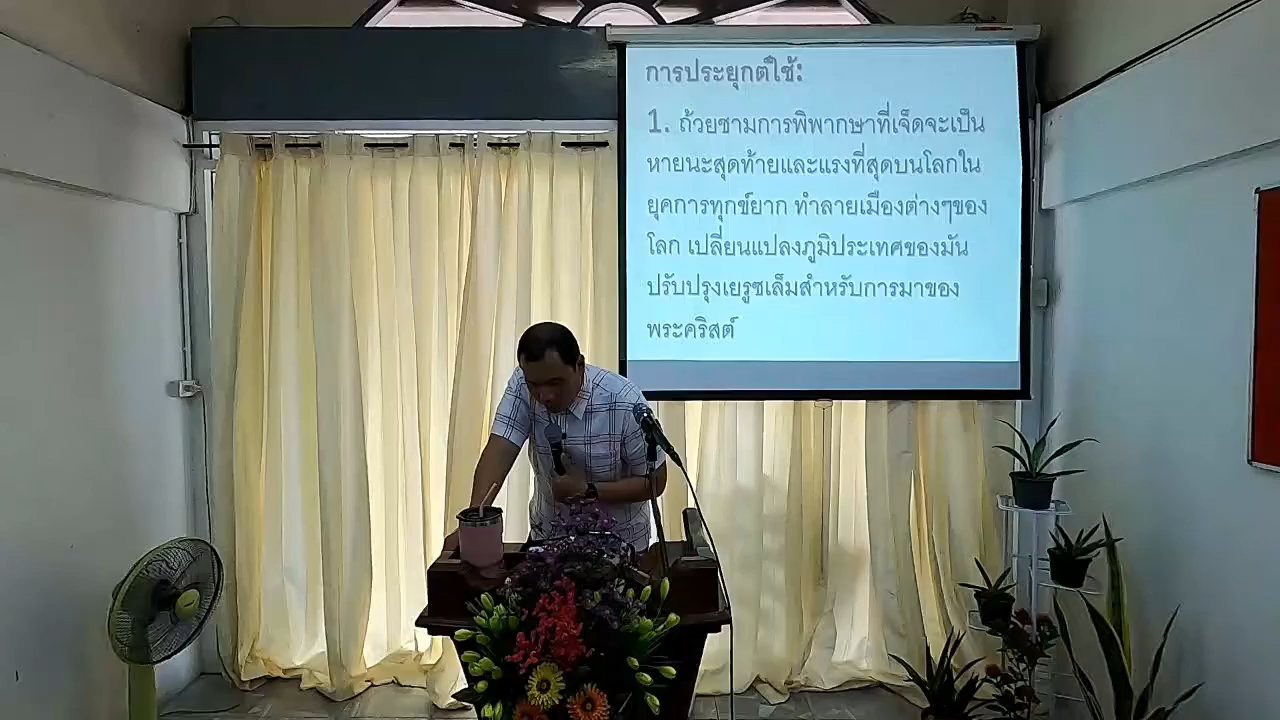 การประยุกต์ใช้:
1. ถ้วยชามการพิพากษาที่เจ็ดจะเป็น
หายนะสุดท้ายและแรงที่สุดบนโลกใน
ยุคการทุกข์ยาก ทำลายเมืองต่างๆของ
โลก เปลี่ยนแปลงภูมิประเทศของมัน
ปรับปรุงเยรูซเล็มสำหรับการมาของ
พระคริสต์